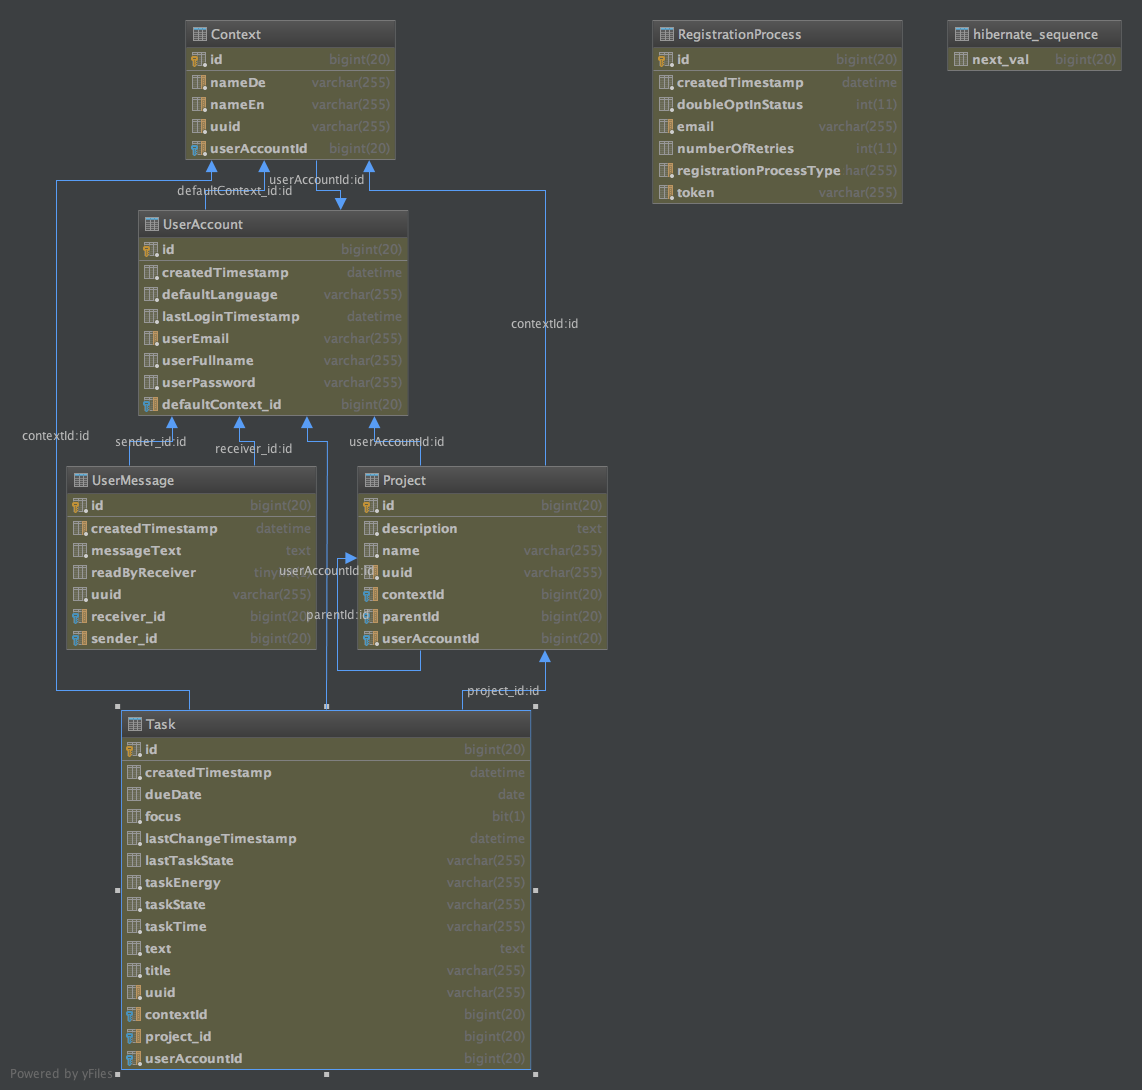 Context
id bigint(20)
nameDe varchar(255)
nameEn varchar(255)
uuid varchar(255)
userAccountId bigint(20)
RegistrationProcess
id bigint(20)
createdTimestamp datetime
doubleOptInStatus int(11)
email varchar(255)
numberOfRetries int(11)
registrationProcessType har(255)
token varchar(255)
hibernate_sequence
next_val bigint(20)
defaultContext_id:id
userAccountId:id
UserAccount
id bigint(20)
createdTimestamp datetime
defaultLanguage varchar(255)
lastLoginTimestamp datetime
userEmail varchar(255)
userFullname varchar(255)
userPassword varchar(255)
defaultContext_id bigint(20)
contextId:id
contextId:id
sender_id:id
receiver_id:id
userAccountId:id
UserMessage
id bigint(20)
createdTimestamp datetime
messageText text
readByReceiver
uuid varchar(255)
receiver_id bigint(20)
sender_id bigint(20)
userAccountId:id
parentId:id
Project
id bigint(20)
description text
name varchar(255)
uuid varchar(255)
contextId bigint(20)
parentId bigint(20)
userAccountId bigint(20)
project_id:id
Task
id bigint(20)
createdTimestamp datetime
dueDate date
focus bit(1)
lastChangeTimestamp datetime
lastTaskState varchar(255)
taskEnergy varchar(255)
taskState varchar(255)
taskTime varchar(255)
text text
title varchar(255)
uuid varchar(255)
contextId bigint(20)
project_id bigint(20)
userAccountId bigint(20)
Powered by yFiles